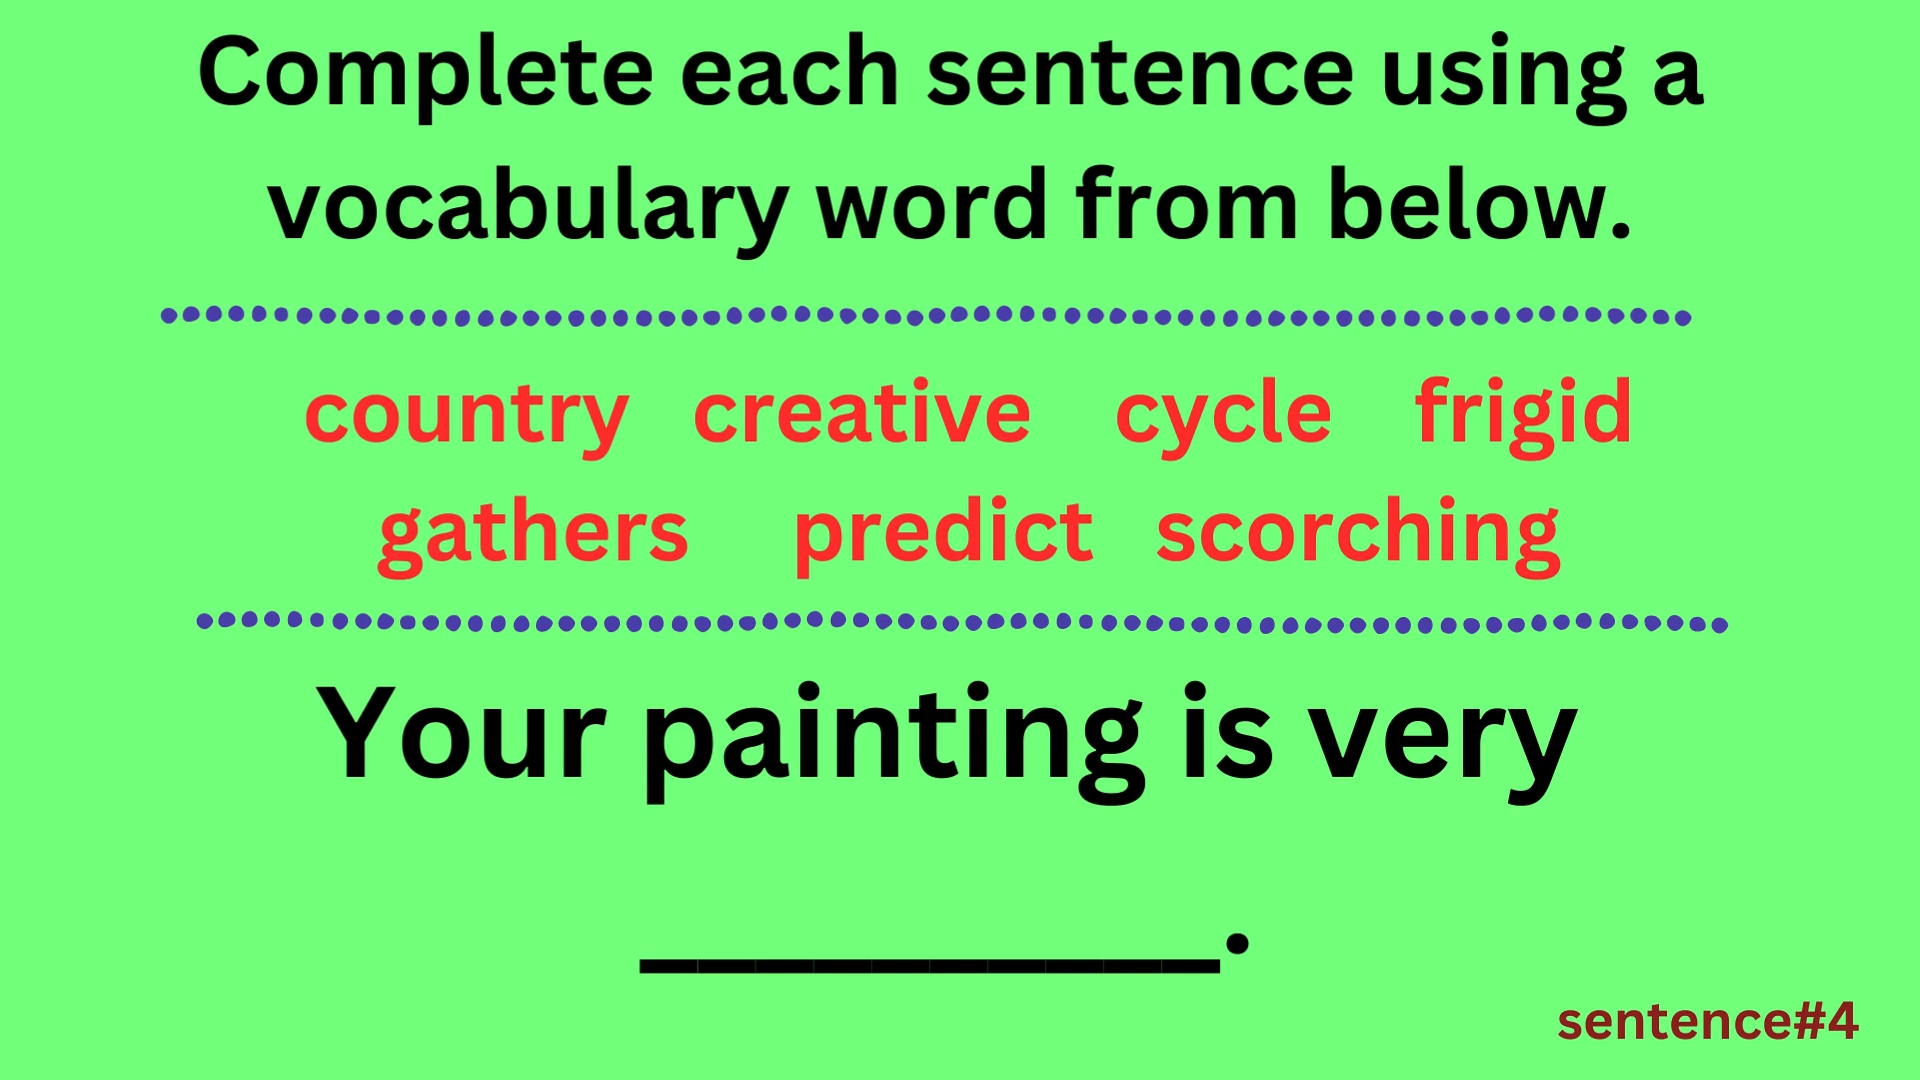 Complete each sentence using a
vocabulary word from below.
country creative cycle frigid
gathers predict scorching
Your painting is very
__________.
sentence#4